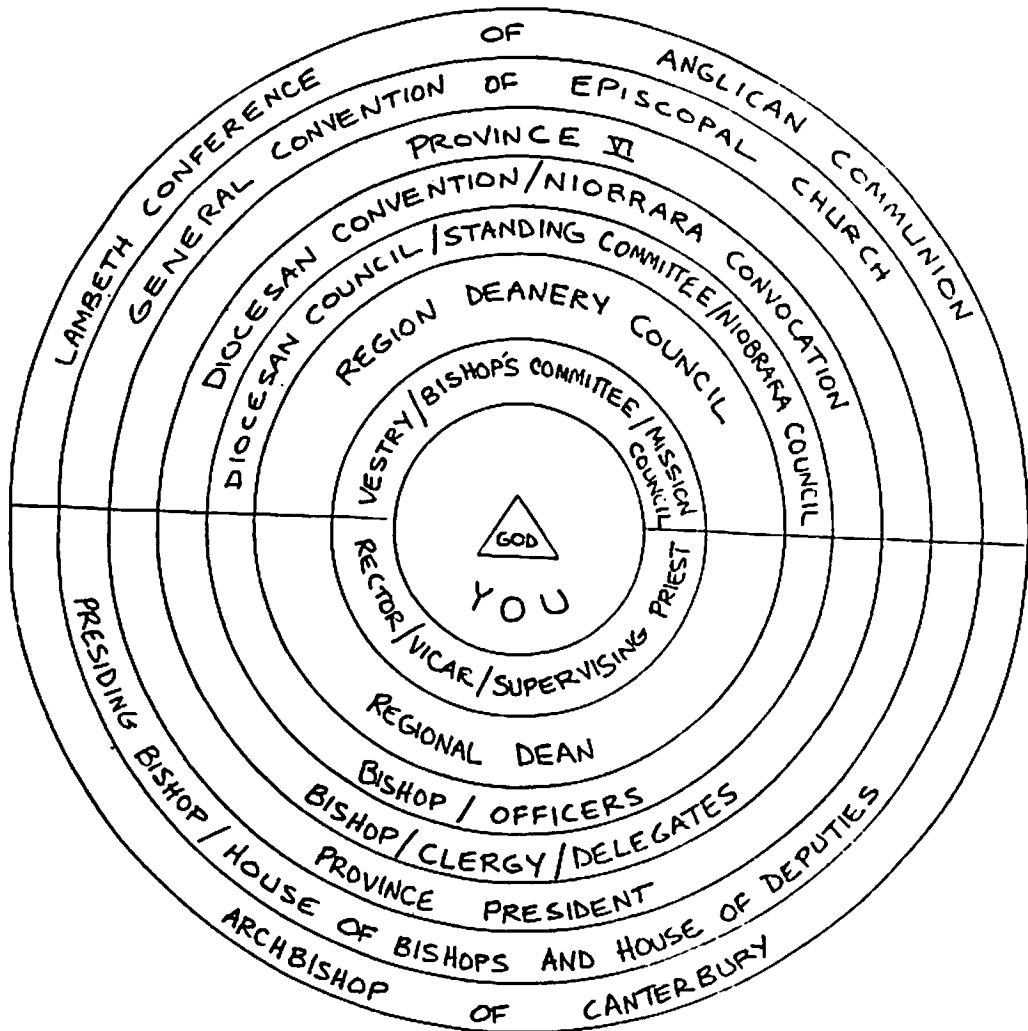 LAMBETH CONFERENCE OF ANGLICAN COMMUNION
GENERAL CONVENTION OF EPISCOPAL CHURCH
PROVINCE VI
DIOCESAN CONVENTION/NIOBRARA CONVOCATION
DIOCESAN COUNCIL/STANDING COMMITTEE/NIOBRARA COUNCIL
REGION DEANERY COUNCIL
VESTRY/BISHOP'S COMMITTEE/MISSION
COUNCIL
GOD
YOU
RECTOR/VICAR/SUPERVISING PRIEST
REGIONAL DEAN
BISHOP / OFFICERS
BISHOP/CLERGY/DELEGATES
PROVINCE PRESIDENT
PRESIDING BISHOP/HOUSE OF BISHOPS AND HOUSE OF DEPUTIES
ARCHBISHOP OF CANTERBURY